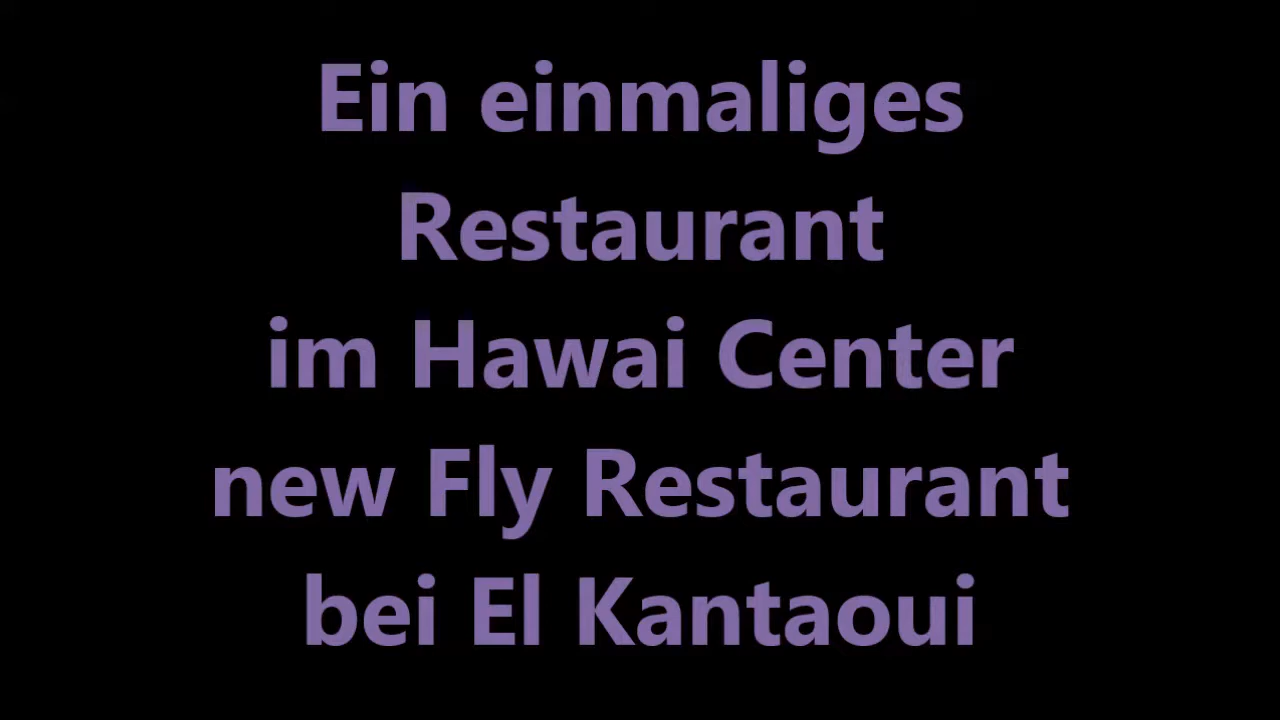 Ein einmaliges
Restaurant
im Hawai Center
new Fly Restaurant
bei El Kantaoui